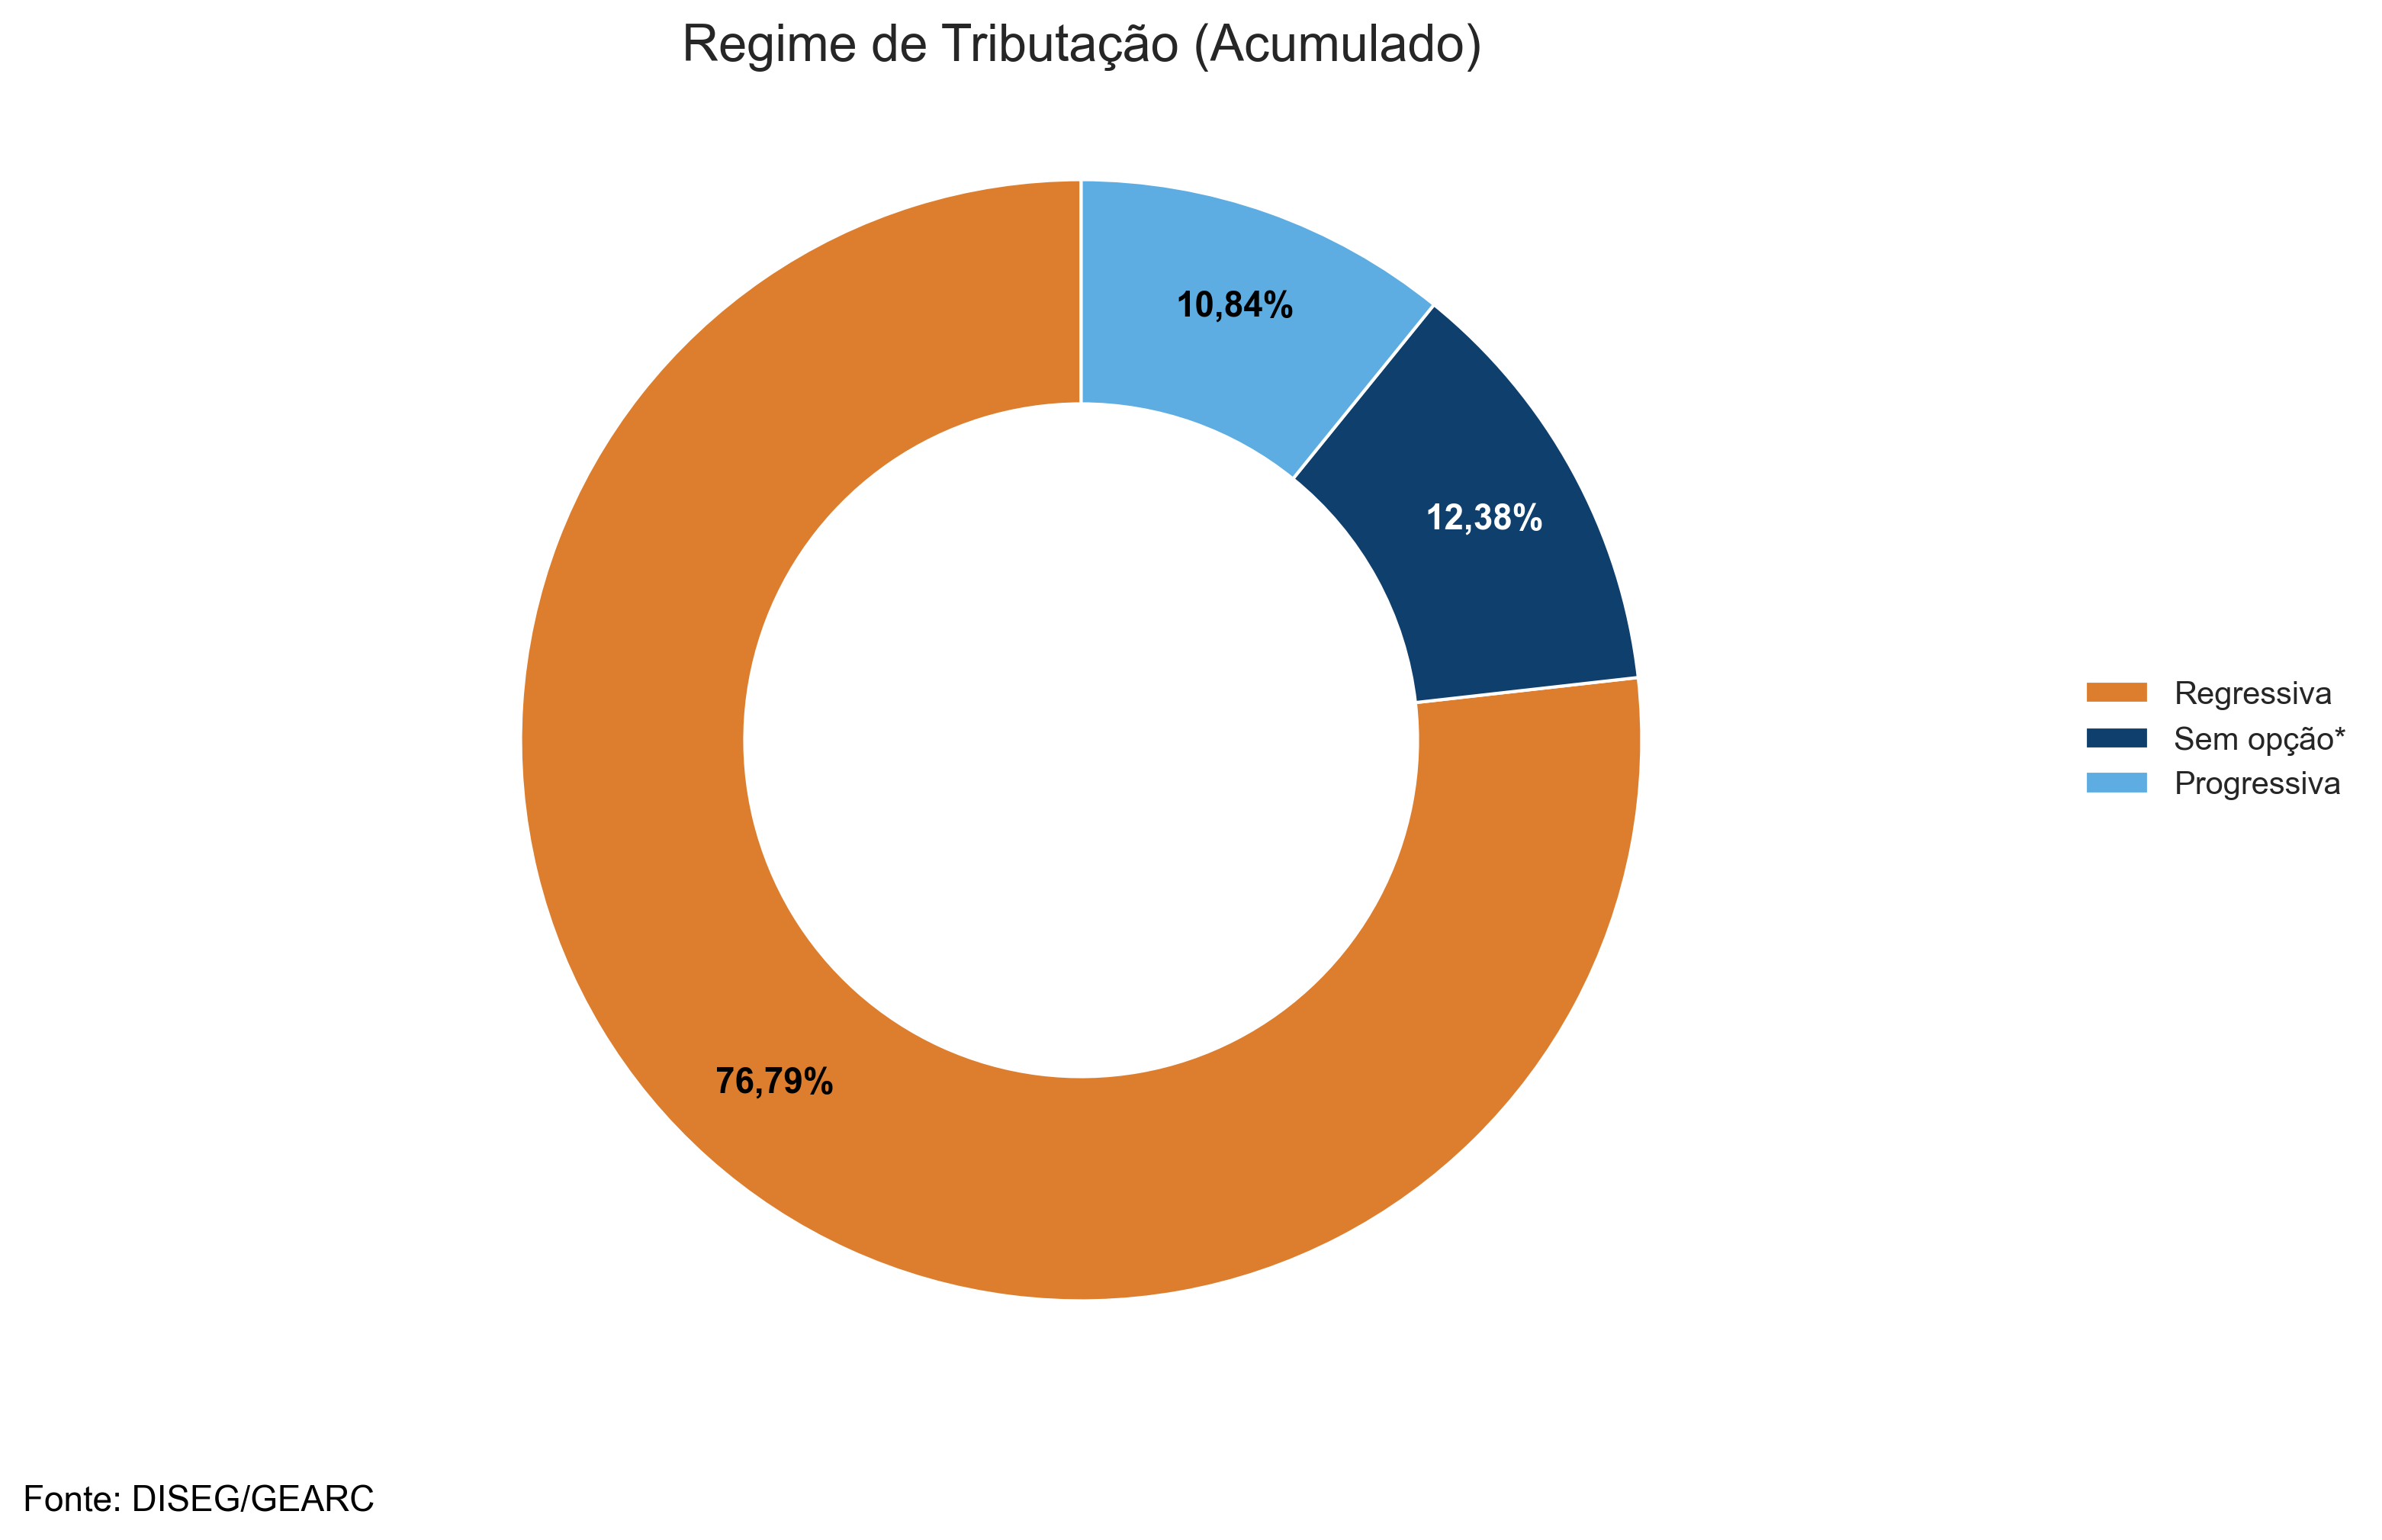 Regime de Tributação (Acumulado)
10,84%
12,38%
76,79%
Regressiva
Sem opção*
Progressiva
Fonte: DISEG/GEARC